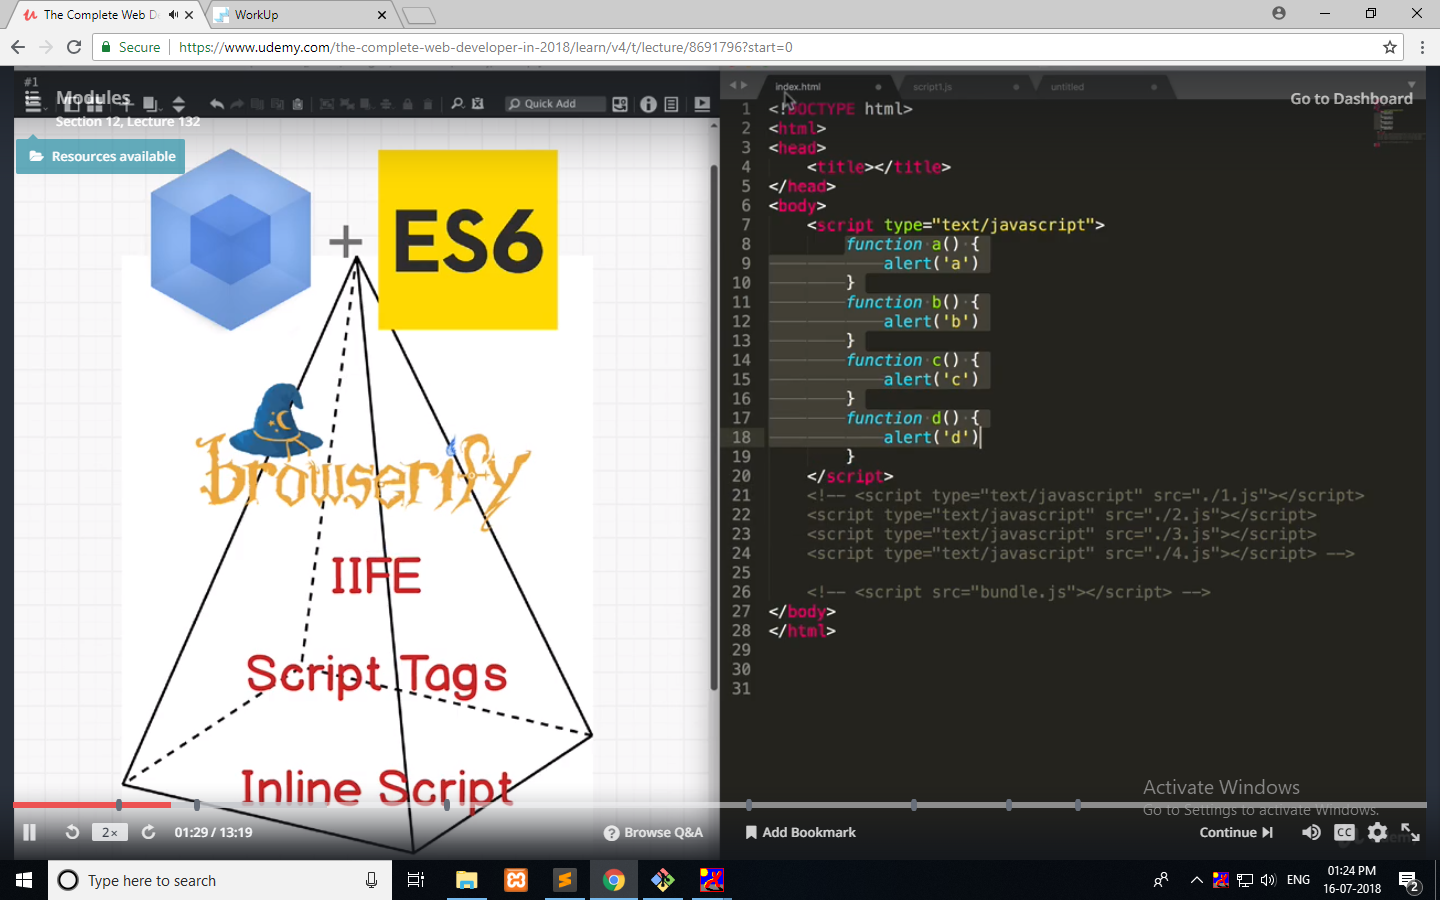 The Complete Web De
WorkUp
Secure
https://www.udemy.com/the-complete-web-developer-in-2018/learn/v4/t/lecture/8691796?start=0
#1
Modules
Section 12, Lecture 132
Quick Add
Resources available
Go to Dashboard
ES6
browserify
IIFE
Script Tags
Inline Script
index.html
script1.js
untitled
1 <!DOCTYPE html>
2 <html>
3 <head>
4 <title></title>
5 </head>
6 <body>
7 <script type="text/javascript">
8 function a() {
9 alert('a')
10 }
11 function b() {
12 alert('b')
13 }
14 function c() {
15 alert('c')
16 }
17 function d() {
18 alert('d')
19 }
20 </script>
21 <!-- <script type="text/javascript" src="./1.js"></script>
22 <script type="text/javascript" src="./2.js"></script>
23 <script type="text/javascript" src="./3.js"></script>
24 <script type="text/javascript" src="./4.js"></script> -->
25
26 <!-- <script src="bundle.js"></script> -->
27 </body>
28 </html>
29
30
31
Activate Windows
Go to Settings to activate Windows.
2×
01:29 / 13:19
Browse Q&A
Add Bookmark
Continue
CC
Type here to search
ENG
01:24 PM
16-07-2018
2